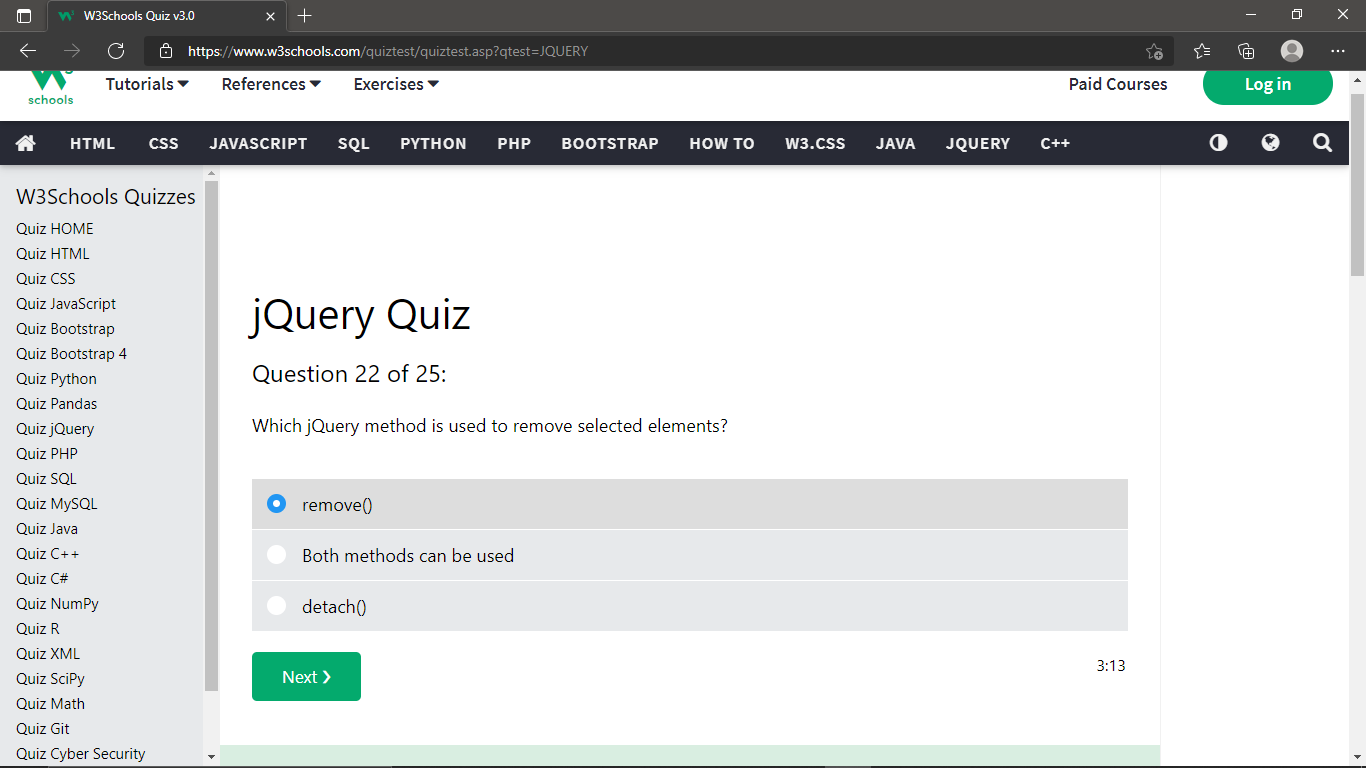 W3Schools Quiz v3.0
https://www.w3schools.com/quiztest/quiztest.asp?qtest=JQUERY
schools
Tutorials
References
Exercises
Paid Courses
Log in
HTML CSS JAVASCRIPT SQL PYTHON PHP BOOTSTRAP HOW TO W3.CSS JAVA JQUERY C++
W3Schools Quizzes
Quiz HOME
Quiz HTML
Quiz CSS
Quiz JavaScript
Quiz Bootstrap
Quiz Bootstrap 4
Quiz Python
Quiz Pandas
Quiz jQuery
Quiz PHP
Quiz SQL
Quiz MySQL
Quiz Java
Quiz C++
Quiz C#
Quiz NumPy
Quiz R
Quiz XML
Quiz SciPy
Quiz Math
Quiz Git
Quiz Cyber Security
jQuery Quiz
Question 22 of 25:
Which jQuery method is used to remove selected elements?
remove()
Both methods can be used
detach()
Next ❯
3:13